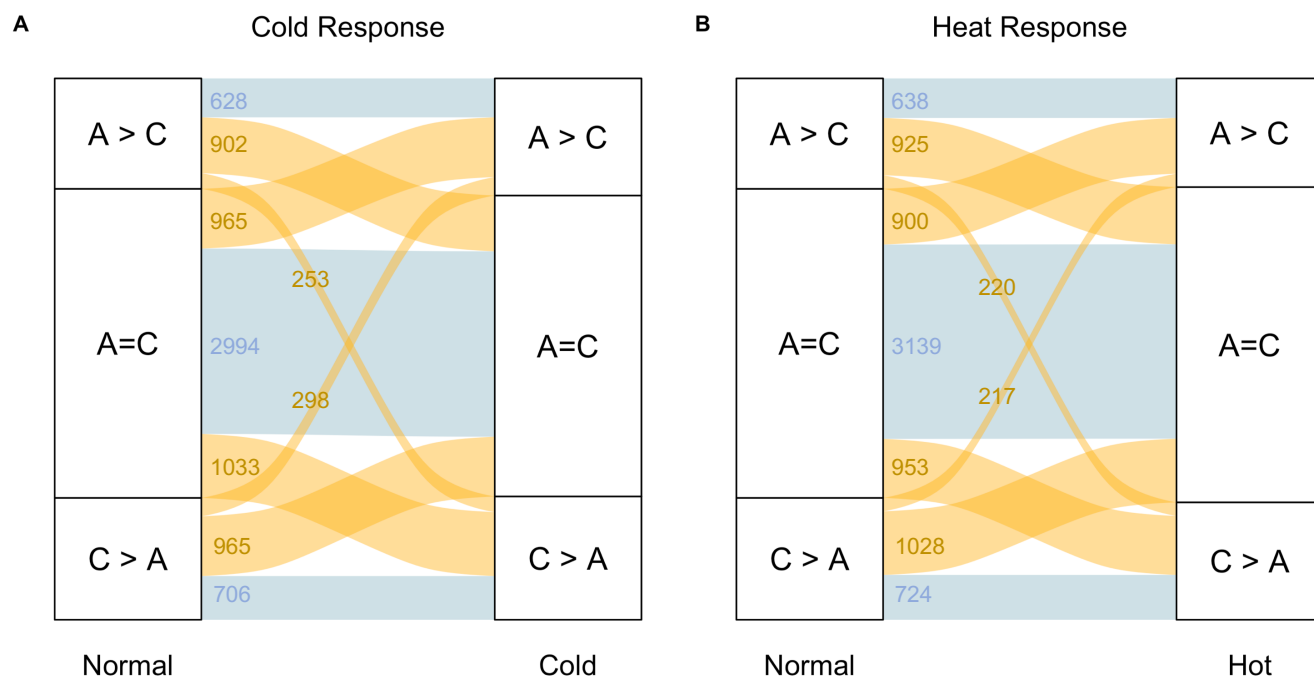 A
Cold Response
A > C
628
902
A > C
965
253
A=C
2994
A=C
298
1033
C > A
965
C > A
706
Normal
Cold
B
Heat Response
A > C
638
925
A > C
900
220
A=C
3139
A=C
217
953
C > A
1028
C > A
724
Normal
Hot